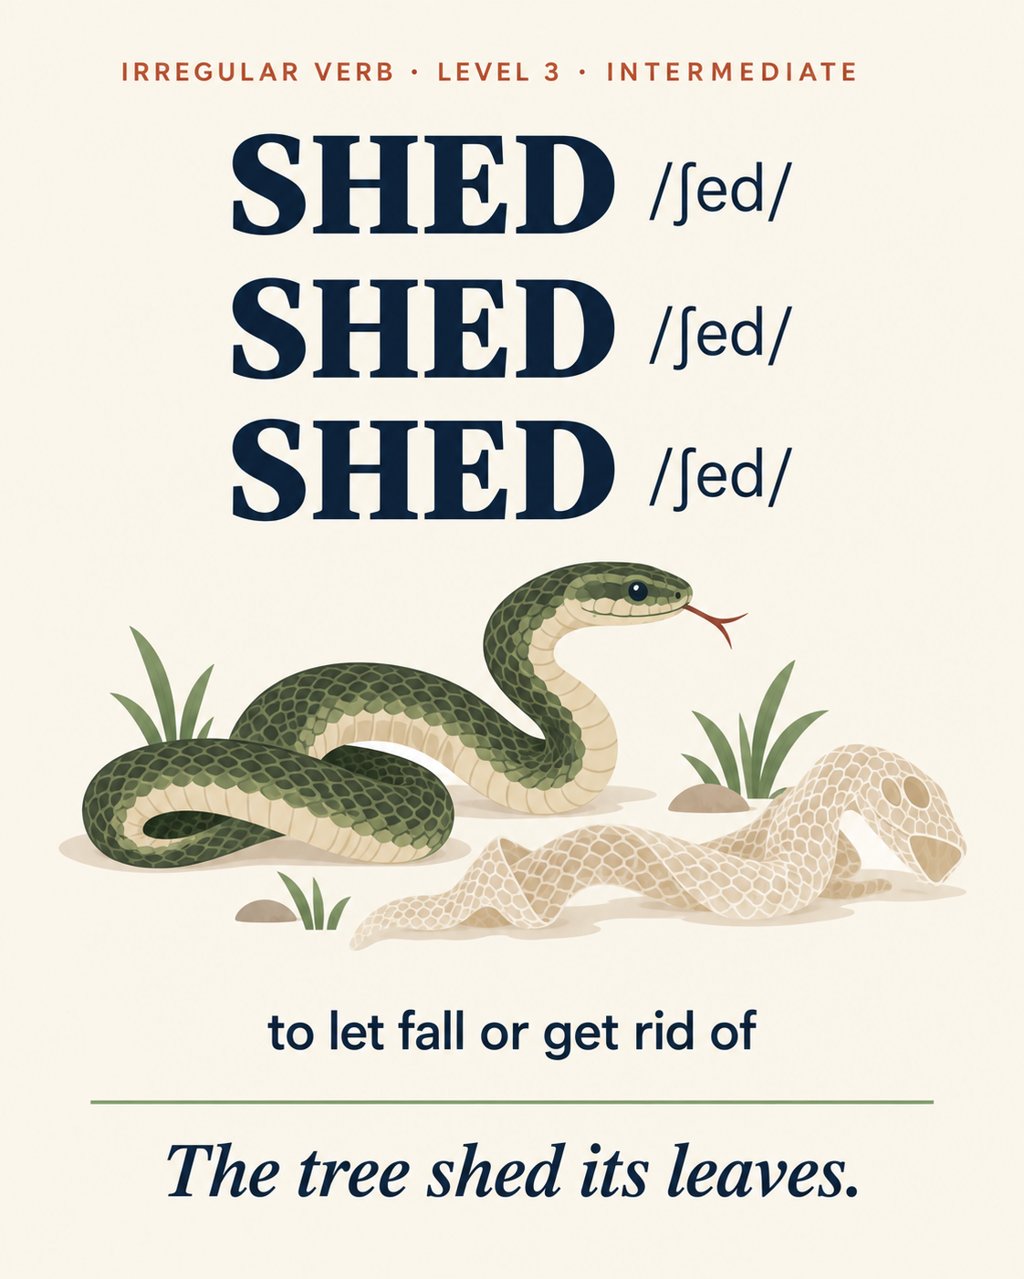 IRREGULAR VERB · LEVEL 3 · INTERMEDIATE
SHED /ʃed/
SHED /ʃed/
SHED /ʃed/
to let fall or get rid of
The tree shed its leaves.